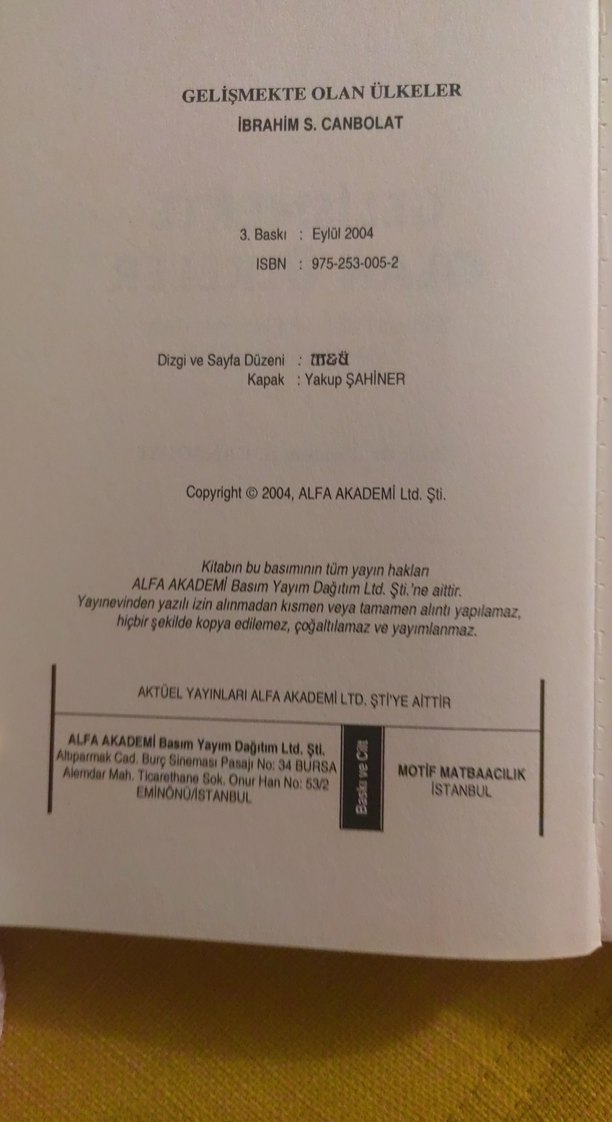 GELİŞMEKTE OLAN ÜLKELER
İBRAHİM S. CANBOLAT
3. Baskı : Eylül 2004
ISBN : 975-253-005-2
Dizgi ve Sayfa Düzeni :
Kapak : Yakup ŞAHİNER
Copyright © 2004, ALFA AKADEMİ Ltd. Şti.
Kitabın bu basımının tüm yayın hakları
ALFA AKADEMİ Basım Yayım Dağıtım Ltd. Şti.'ne aittir.
Yayınevinden yazılı izin alınmadan kısmen veya tamamen alıntı yapılamaz,
hiçbir şekilde kopya edilemez, çoğaltılamaz ve yayımlanmaz.
AKTÜEL YAYINLARI ALFA AKADEMİ LTD. ŞTİ'YE AİTTİR
ALFA AKADEMİ Basım Yayım Dağıtım Ltd. Şti.
Altıparmak Cad. Burç Sineması Pasajı No: 34 BURSA
Alemdar Mah. Ticarethane Sok. Onur Han No: 53/2
EMİNÖNÜ/İSTANBUL
Baskı ve Cilt
MOTİF MATBAACILIK
İSTANBUL